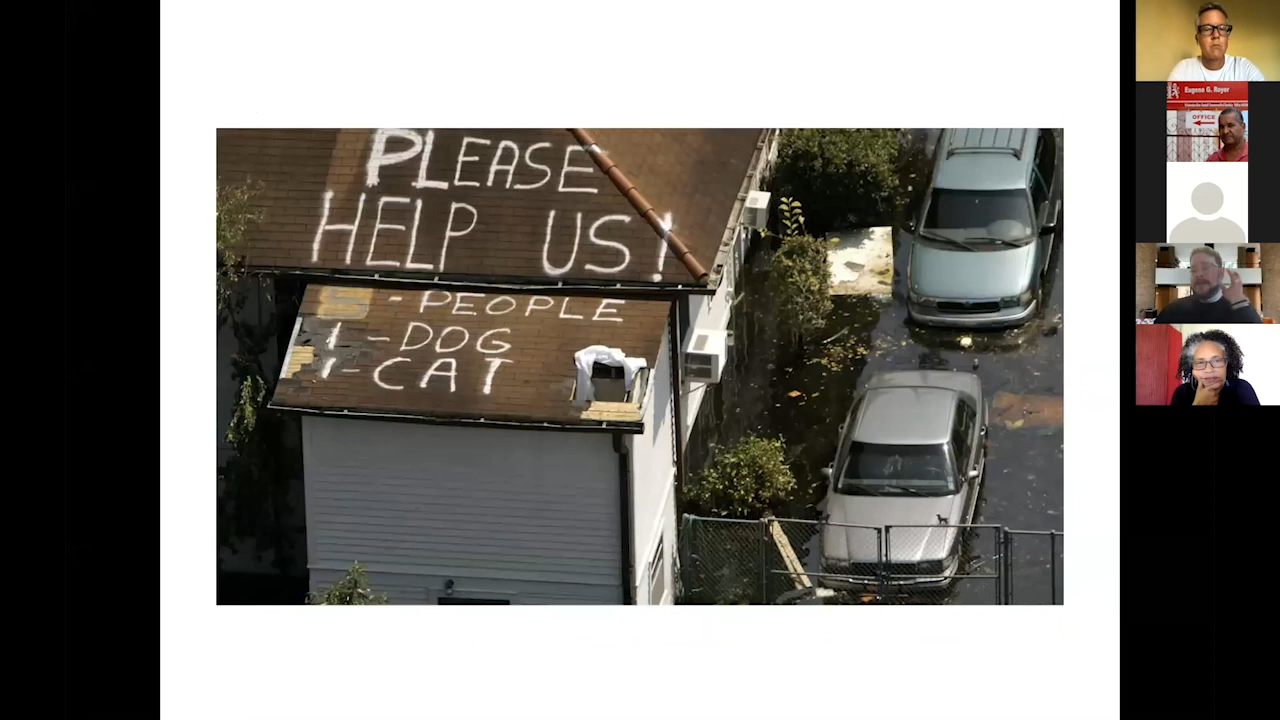 PLEASE
HELP US!
- PEOPLE
1-DOG
1-CAT
Eugene G. Royer
OFFICE